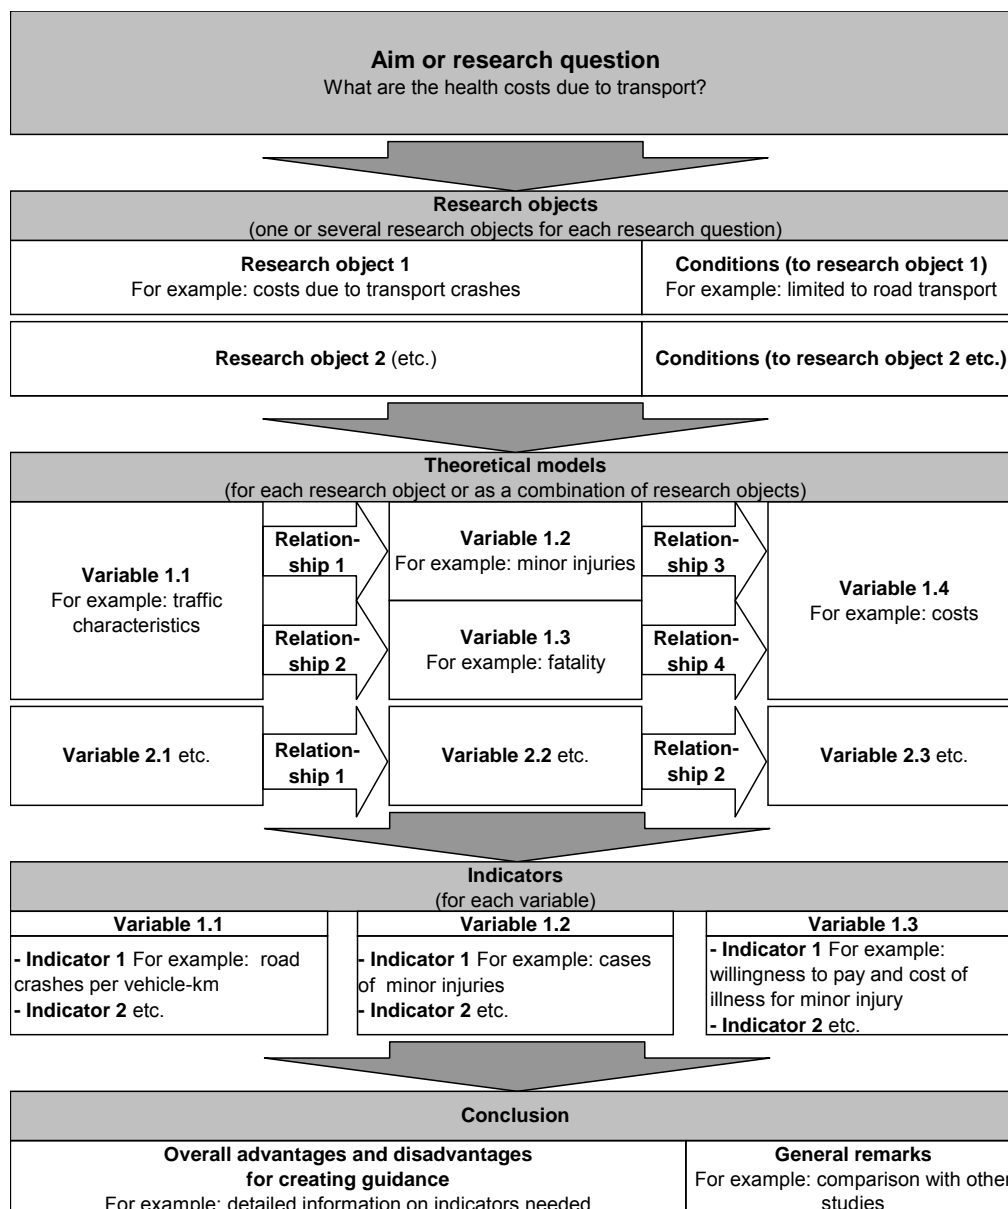 Aim or research question
What are the health costs due to transport?
Research objects
(one or several research objects for each research question)
Research object 1
For example: costs due to transport crashes
Conditions (to research object 1)
For example: limited to road transport
Research object 2 (etc.)
Conditions (to research object 2 etc.)
Theoretical models
(for each research object or as a combination of research objects)
Variable 1.1
For example: traffic
characteristics
Relation-
ship 1
Relation-
ship 2
Variable 1.2
For example: minor injuries
Variable 1.3
For example: fatality
Relation-
ship 3
Relation-
ship 4
Variable 1.4
For example: costs
Variable 2.1 etc.
Relation-
ship 1
Variable 2.2 etc.
Relation-
ship 2
Variable 2.3 etc.
Indicators
(for each variable)
Variable 1.1
- Indicator 1 For example: road
crashes per vehicle-km
- Indicator 2 etc.
Variable 1.2
- Indicator 1 For example: cases
of minor injuries
- Indicator 2 etc.
Variable 1.3
- Indicator 1 For example:
willingness to pay and cost of
illness for minor injury
- Indicator 2 etc.
Conclusion
Overall advantages and disadvantages
for creating guidance
For example: detailed information on indicators needed
General remarks
For example: comparison with other
studies